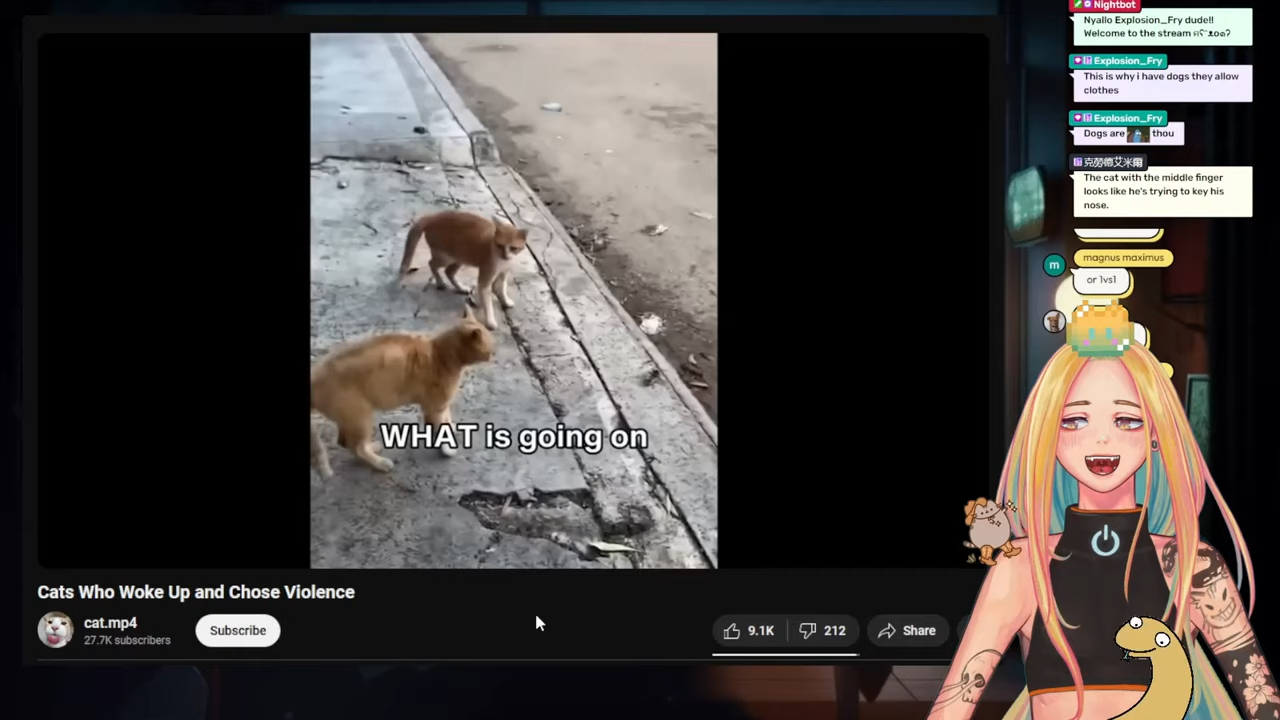 Nightbot
Nyallo Explosion_Fry dude!!
Welcome to the stream
Explosion_Fry
This is why i have dogs they allow
clothes
Explosion_Fry
Dogs are thou
克勞德艾米爾
The cat with the middle finger
looks like he's trying to key his
nose.
magnus maximus
m
or 1vs1
WHAT is going on
Cats Who Woke Up and Chose Violence
cat.mp4
27.7K subscribers
Subscribe
9.1K
212
Share